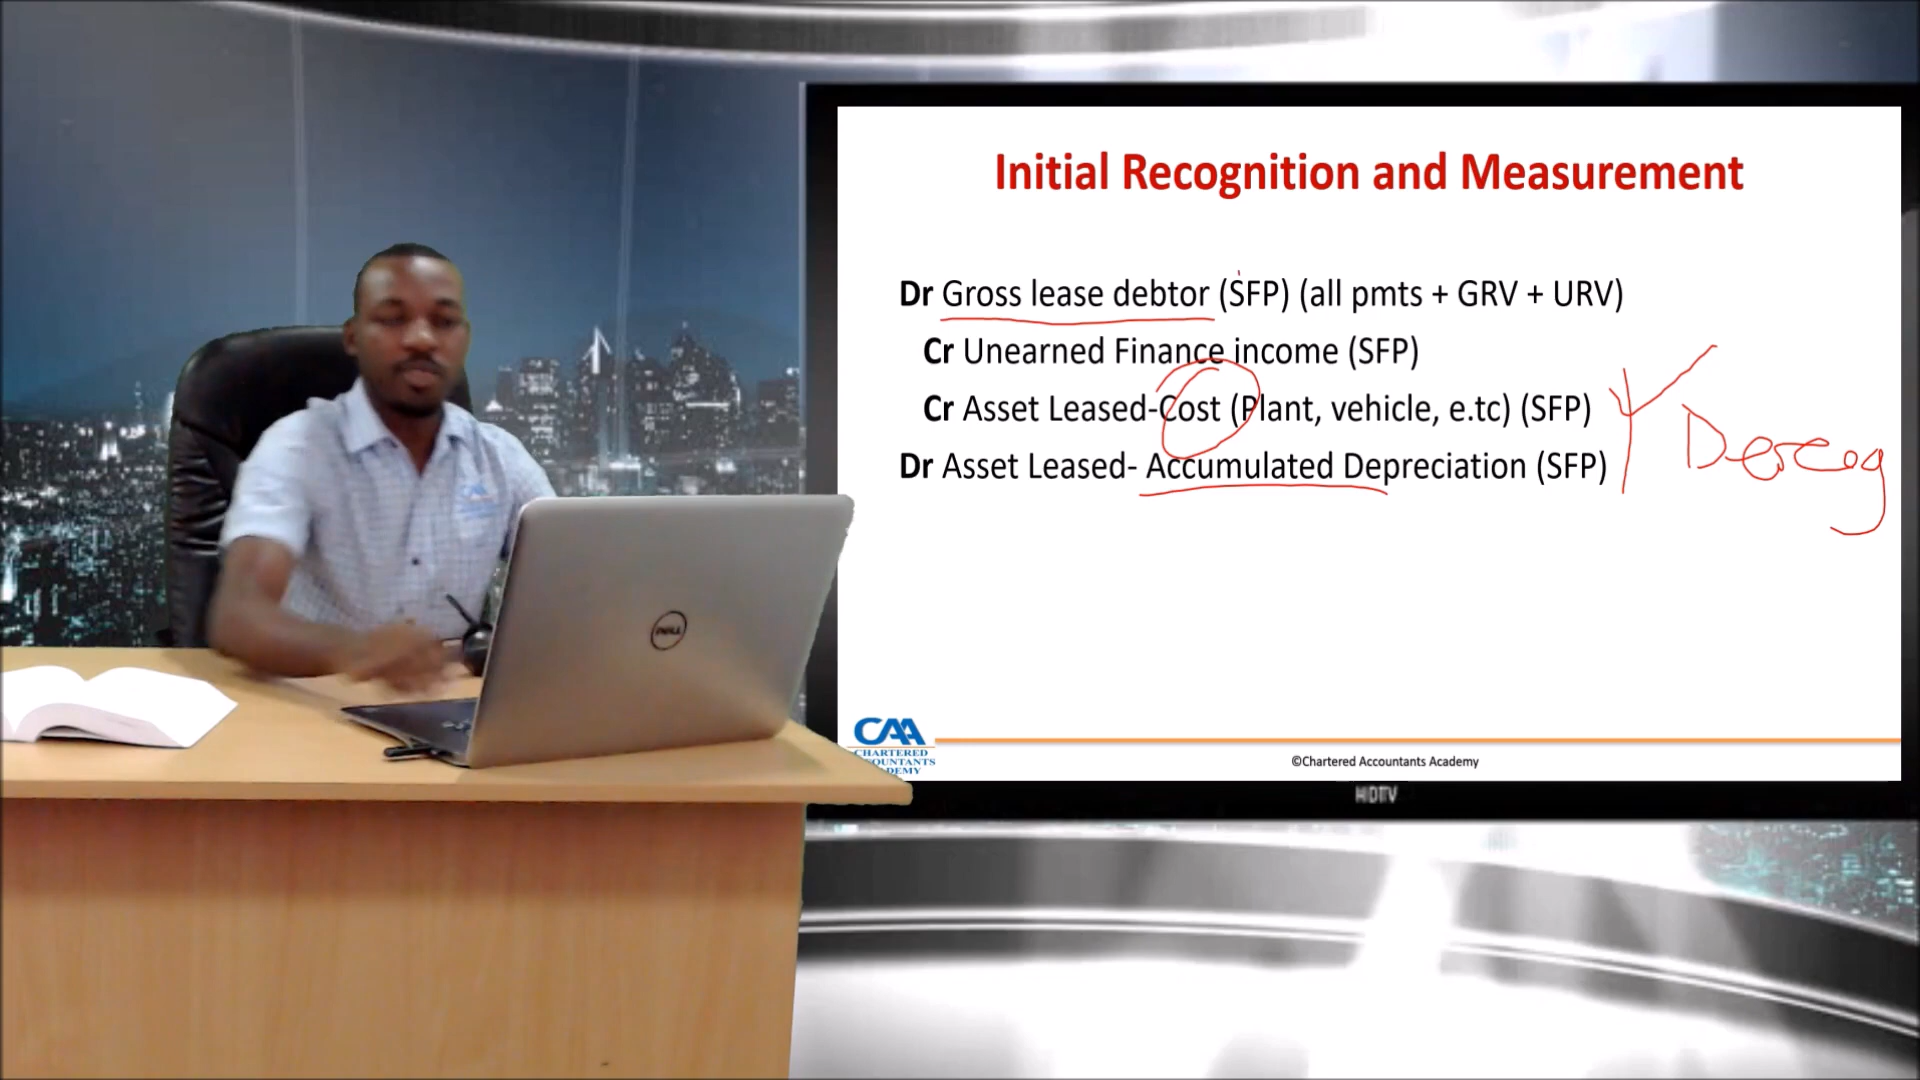 Initial Recognition and Measurement
Dr Gross lease debtor (SFP) (all pmts + GRV + URV)
Cr Unearned Finance income (SFP)
Cr Asset Leased-Cost (Plant, vehicle, e.tc) (SFP)
Dr Asset Leased- Accumulated Depreciation (SFP)
Derecog
CAA
CHARTERED
ACCOUNTANTS
©Chartered Accountants Academy
HDTV
DELL